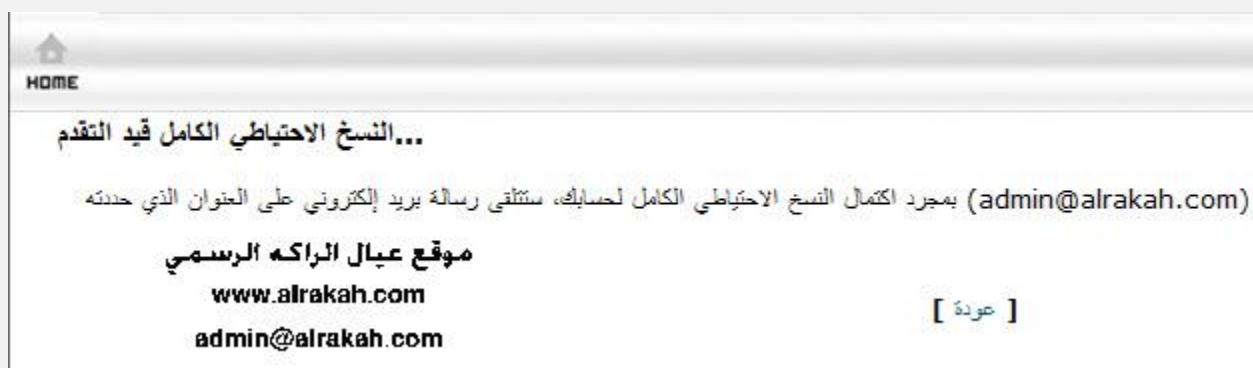 HOME
...النسخ الاحتياطي الكامل قيد التقدم
(admin@alrakah.com) بمجرد اكتمال النسخ الاحتياطي الكامل لحسابك، ستتلقى رسالة بريد إلكتروني على العنوان الذي حددته
موقع عيال الراكه الرسمي
www.alrakah.com
[ عودة ]
admin@alrakah.com